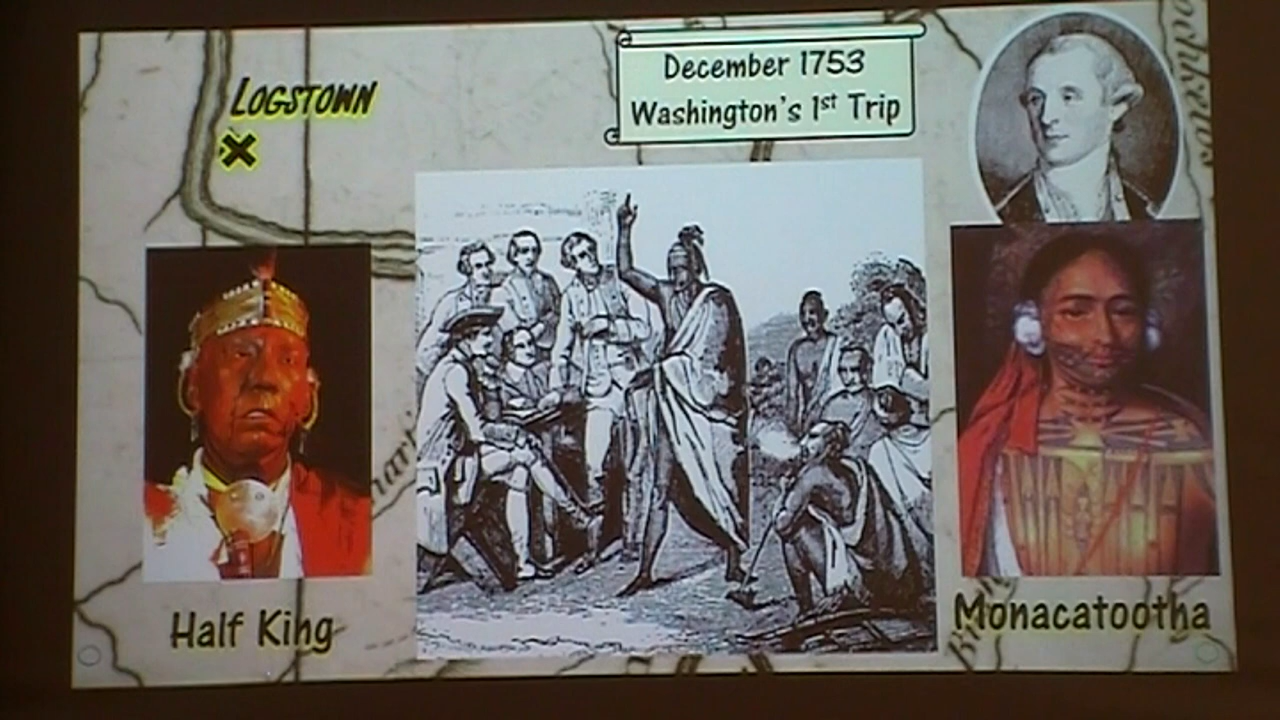 December 1753
Washington's 1st Trip
LOGSTOWN
Half King
Monacatootha